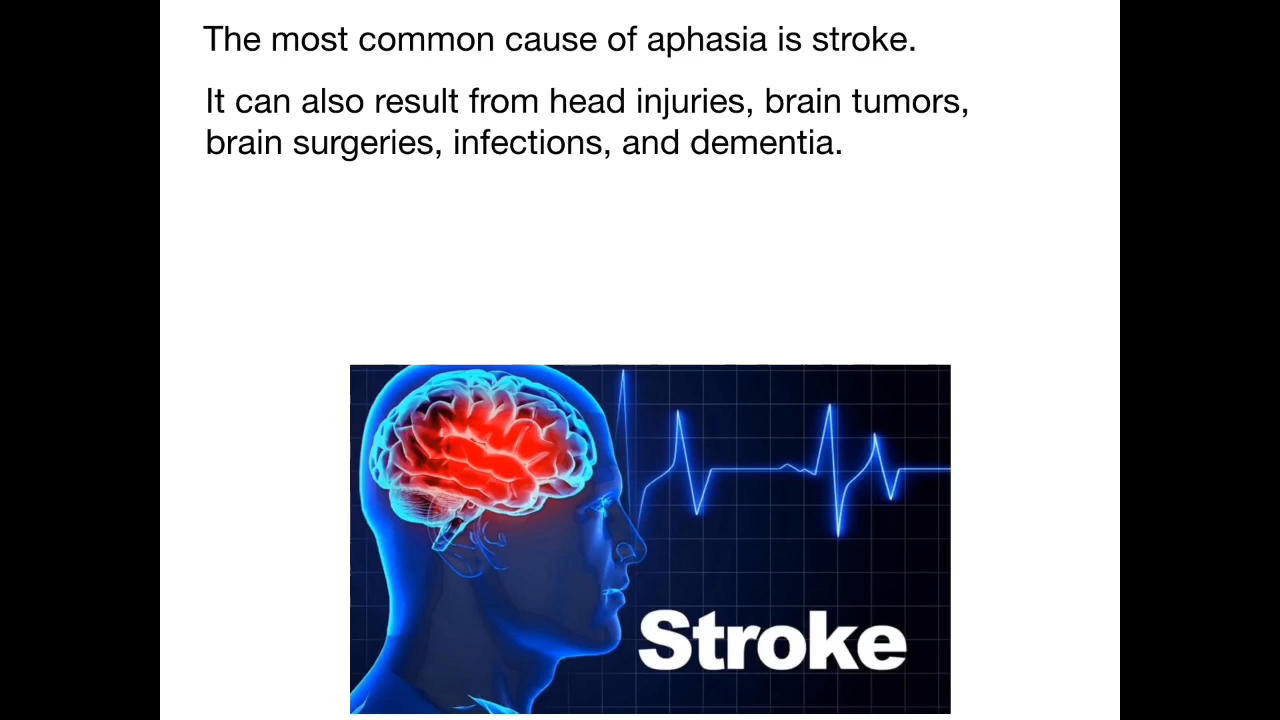 The most common cause of aphasia is stroke.
It can also result from head injuries, brain tumors,
brain surgeries, infections, and dementia.
Stroke